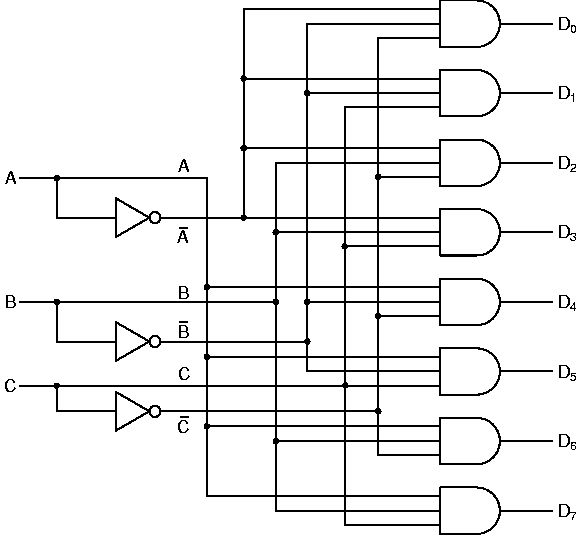 D₀
D₁
A
A
D₂
A̅
D₃
B
B
D₄
B̅
C
C
D₅
C̅
D₆
D₇